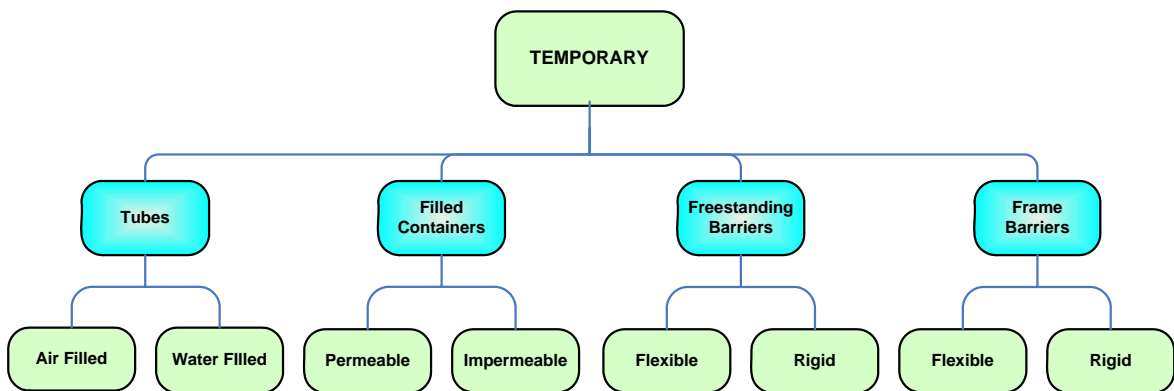 TEMPORARY
Tubes
Filled
Containers
Freestanding
Barriers
Frame
Barriers
Air Filled
Water FIlled
Permeable
Impermeable
Flexible
Rigid
Flexible
Rigid